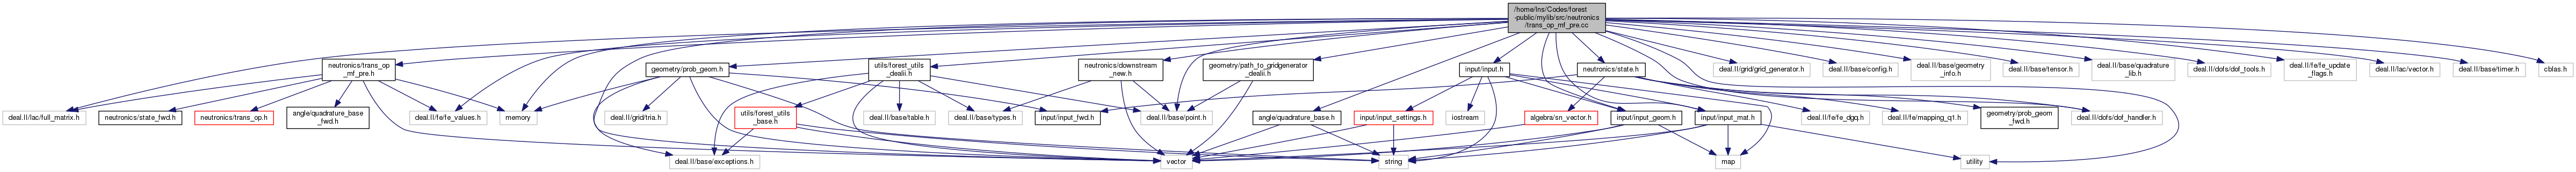 /home/lns/Codes/forest
-public/mylib/src/neutronics
/trans_op_mf_pre.cc
neutronics/trans_op
_mf_pre.h
geometry/prob_geom.h
utils/forest_utils
_dealii.h
neutronics/downstream
_new.h
geometry/path_to_gridgenerator
_dealii.h
input/input.h
neutronics/state.h
deal.II/grid/grid_generator.h
deal.II/base/config.h
deal.II/base/geometry
_info.h
deal.II/base/tensor.h
deal.II/base/quadrature
_lib.h
deal.II/dofs/dof_tools.h
deal.II/fe/fe_update
_flags.h
deal.II/lac/vector.h
deal.II/base/timer.h
cblas.h
deal.II/lac/full_matrix.h
neutronics/state_fwd.h
neutronics/trans_op.h
angle/quadrature_base
_fwd.h
deal.II/fe/fe_values.h
memory
deal.II/grid/tria.h
utils/forest_utils
_base.h
deal.II/base/table.h
deal.II/base/types.h
input/input_fwd.h
deal.II/base/point.h
angle/quadrature_base.h
input/input_settings.h
iostream
algebra/sn_vector.h
input/input_geom.h
input/input_mat.h
deal.II/fe/fe_dgq.h
deal.II/fe/mapping_q1.h
geometry/prob_geom
_fwd.h
deal.II/dofs/dof_handler.h
deal.II/base/exceptions.h
vector
string
map
utility